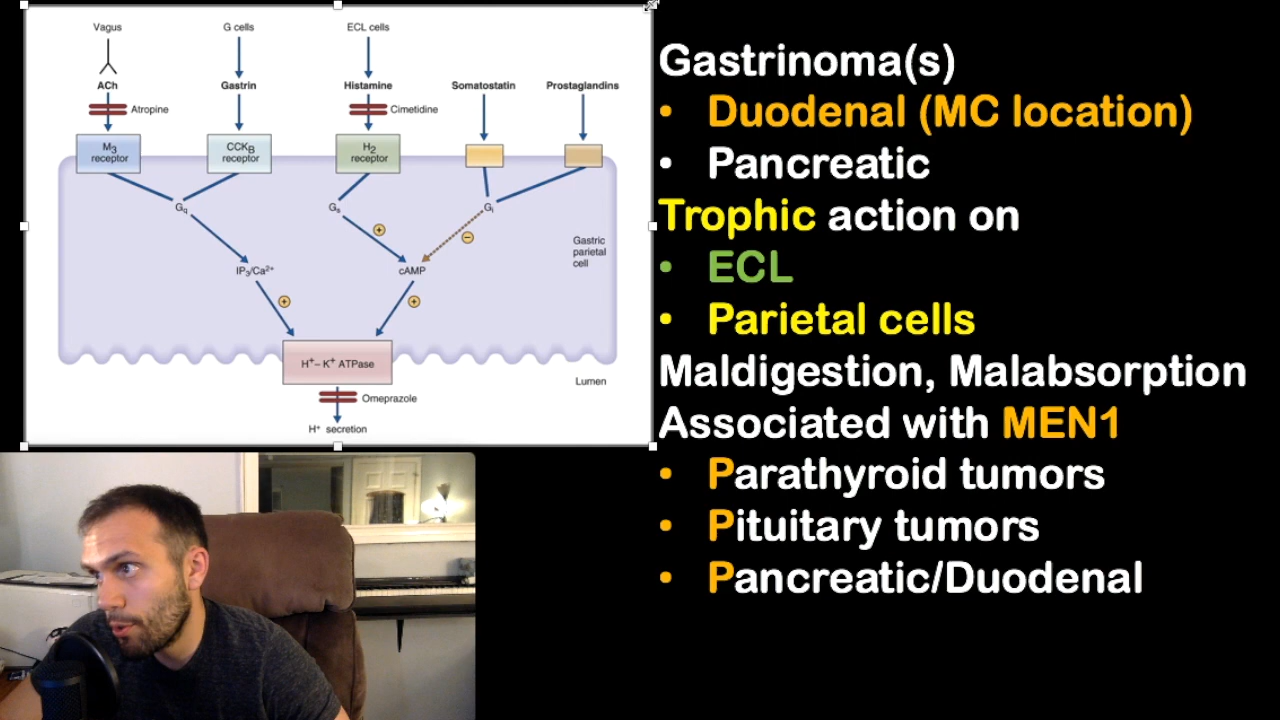 Vagus
G cells
ECL cells
ACh
Gastrin
Histamine
Somatostatin
Prostaglandins
Atropine
Cimetidine
M3
receptor
CCKB
receptor
H2
receptor
Gq
Gs
Gi
+
−
Gastric
parietal
cell
IP3/Ca2+
cAMP
+
+
H+– K+ ATPase
Lumen
Omeprazole
H+ secretion
Gastrinoma(s)
• Duodenal (MC location)
• Pancreatic
Trophic action on
• ECL
• Parietal cells
Maldigestion, Malabsorption
Associated with MEN1
• Parathyroid tumors
• Pituitary tumors
• Pancreatic/Duodenal